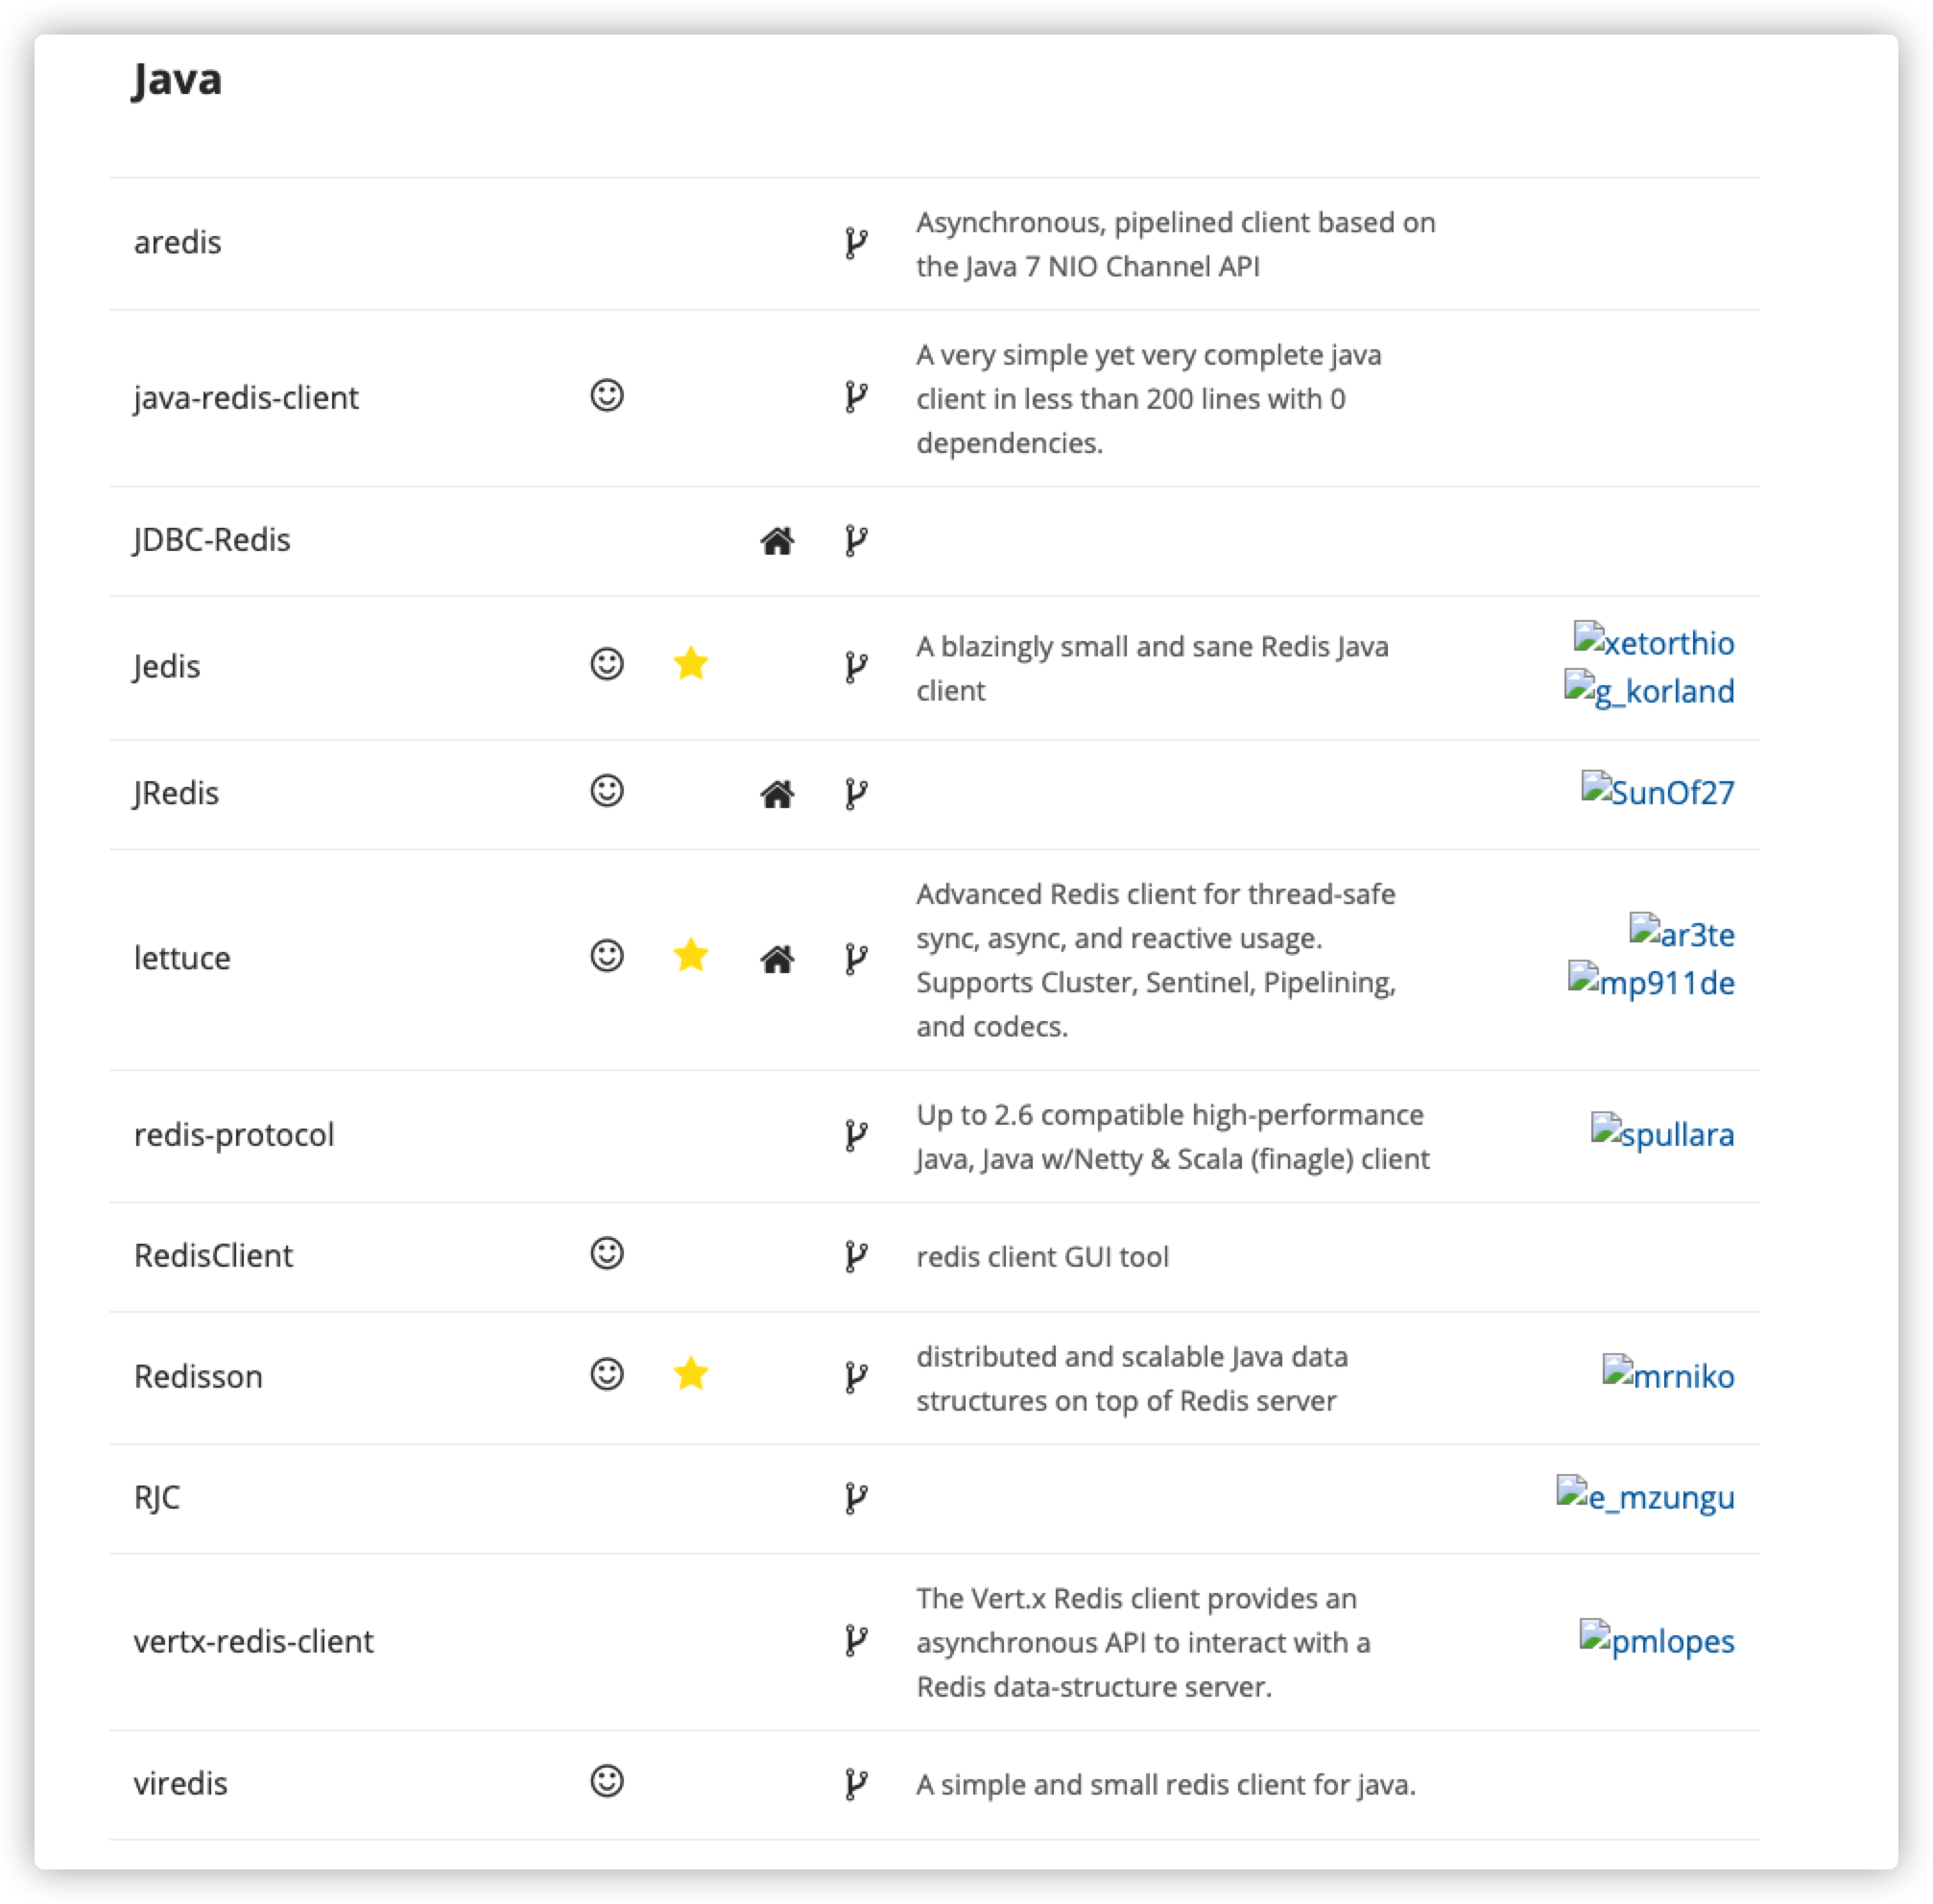 Java
aredis
Asynchronous, pipelined client based on
the Java 7 NIO Channel API
java-redis-client
A very simple yet very complete java
client in less than 200 lines with 0
dependencies.
JDBC-Redis
Jedis
A blazingly small and sane Redis Java
client
xetorthio
g_korland
JRedis
SunOf27
lettuce
Advanced Redis client for thread-safe
sync, async, and reactive usage.
Supports Cluster, Sentinel, Pipelining,
and codecs.
ar3te
mp911de
redis-protocol
Up to 2.6 compatible high-performance
Java, Java w/Netty & Scala (finagle) client
spullara
RedisClient
redis client GUI tool
Redisson
distributed and scalable Java data
structures on top of Redis server
mrniko
RJC
e_mzungu
vertx-redis-client
The Vert.x Redis client provides an
asynchronous API to interact with a
Redis data-structure server.
pmlopes
viredis
A simple and small redis client for java.